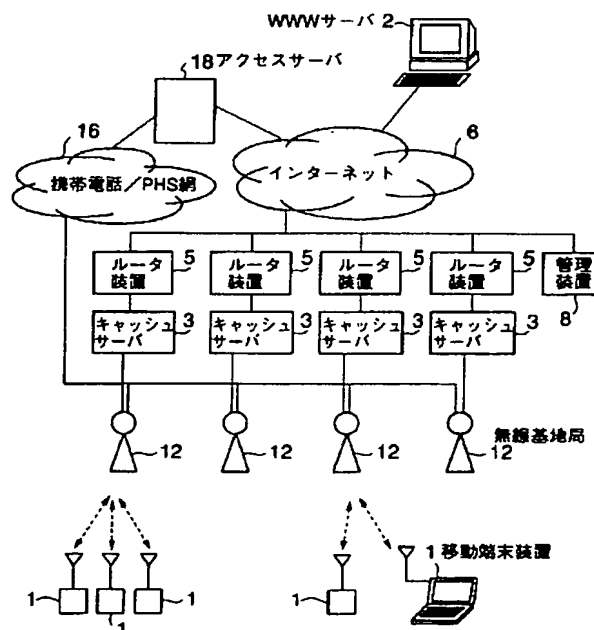 WWWサーバ 2
18 アクセスサーバ
16
6
携帯電話／PHS網
インターネット
ルータ
装置
5
ルータ
装置
5
ルータ
装置
5
ルータ
装置
5
管理
装置
8
キャッシュ
サーバ
3
キャッシュ
サーバ
3
キャッシュ
サーバ
3
キャッシュ
サーバ
3
無線基地局
12
12
12
12
1 移動端末装置
1
1
1
1